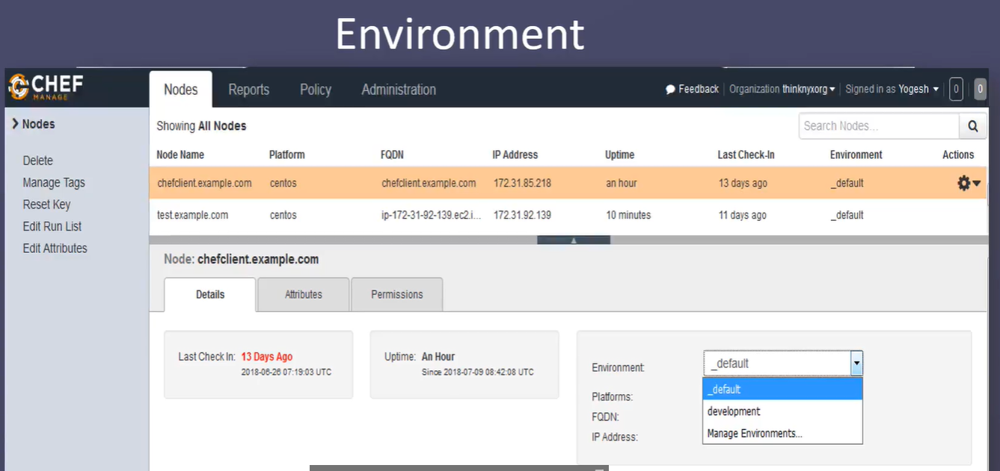 Environment
CHEF
MANAGE
Nodes Reports Policy Administration Feedback Organization thinknyxorg Signed in as Yogesh 0 0
Nodes
Delete
Manage Tags
Reset Key
Edit Run List
Edit Attributes
Showing All Nodes Search Nodes...
Node Name Platform FQDN IP Address Uptime Last Check-In Environment Actions
chefclient.example.com centos chefclient.example.com 172.31.85.218 an hour 13 days ago _default
test.example.com centos ip-172-31-92-139.ec2.i... 172.31.92.139 10 minutes 11 days ago _default
Node: chefclient.example.com
Details Attributes Permissions
Last Check In: 13 Days Ago
2018-06-26 07:19:03 UTC
Uptime: An Hour
Since 2018-07-09 08:42:08 UTC
Environment: _default
_default
development
Manage Environments...
Platforms:
FQDN:
IP Address: